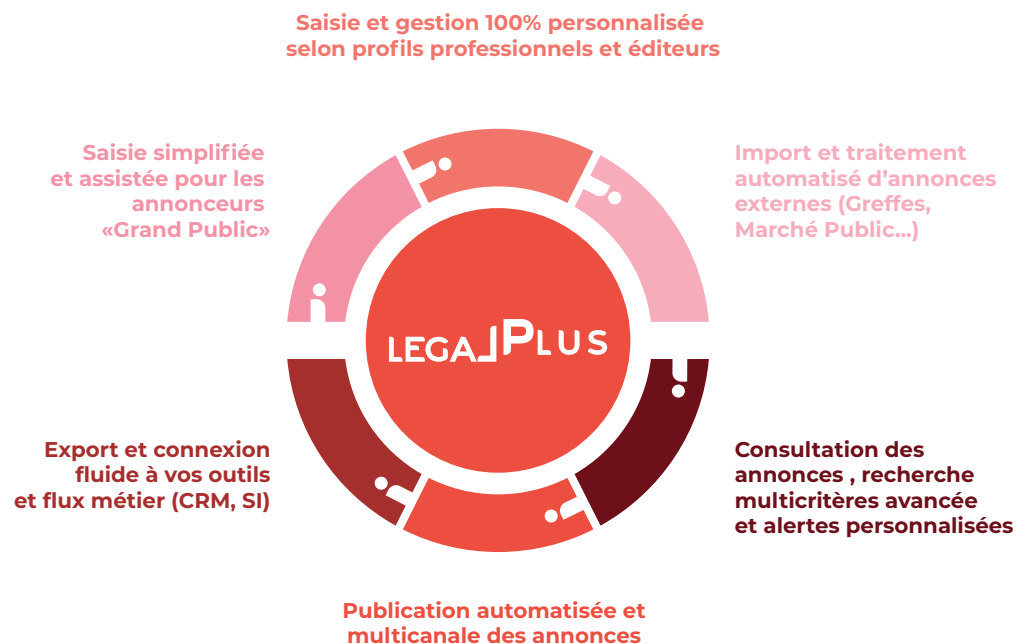 Saisie et gestion 100% personnalisée
selon profils professionnels et éditeurs
Saisie simplifiée
et assistée pour les
annonceurs
«Grand Public»
Import et traitement
automatisé d’annonces
externes (Greffes,
Marché Public...)
LEGALPLUS
Export et connexion
fluide à vos outils
et flux métier (CRM, SI)
Consultation des
annonces , recherche
multicritères avancée
et alertes personnalisées
Publication automatisée et
multicanale des annonces